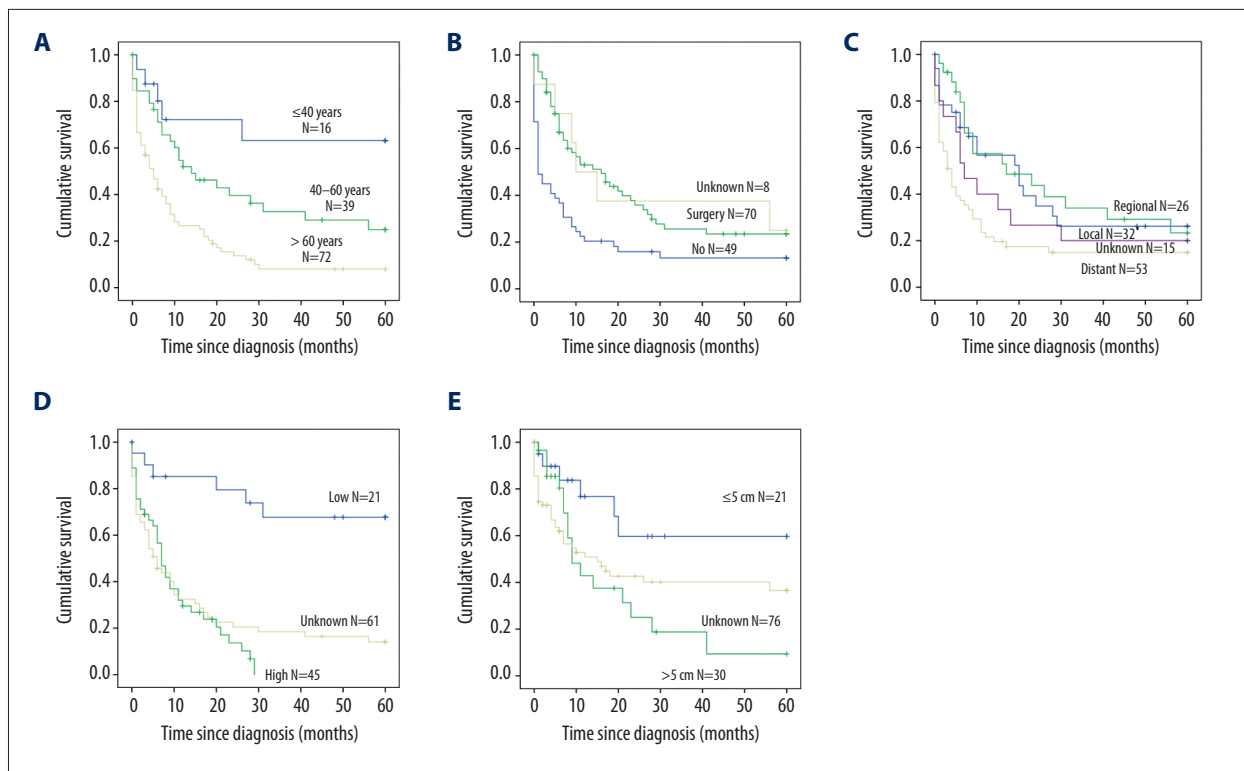 A
Cumulative survival
1.0
0.8
0.6
0.4
0.2
0.0
≤40 years
N=16
40–60 years
N=39
> 60 years
N=72
0 10 20 30 40 50 60
Time since diagnosis (months)
B
Cumulative survival
1.0
0.8
0.6
0.4
0.2
0.0
Unknown N=8
Surgery N=70
No N=49
0 10 20 30 40 50 60
Time since diagnosis (months)
C
Cumulative survival
1.0
0.8
0.6
0.4
0.2
0.0
Regional N=26
Local N=32
Unknown N=15
Distant N=53
0 10 20 30 40 50 60
Time since diagnosis (months)
D
Cumulative survival
1.0
0.8
0.6
0.4
0.2
0.0
Low N=21
Unknown N=61
High N=45
0 10 20 30 40 50 60
Time since diagnosis (months)
E
Cumulative survival
1.0
0.8
0.6
0.4
0.2
0.0
≤5 cm N=21
Unknown N=76
>5 cm N=30
0 10 20 30 40 50 60
Time since diagnosis (months)